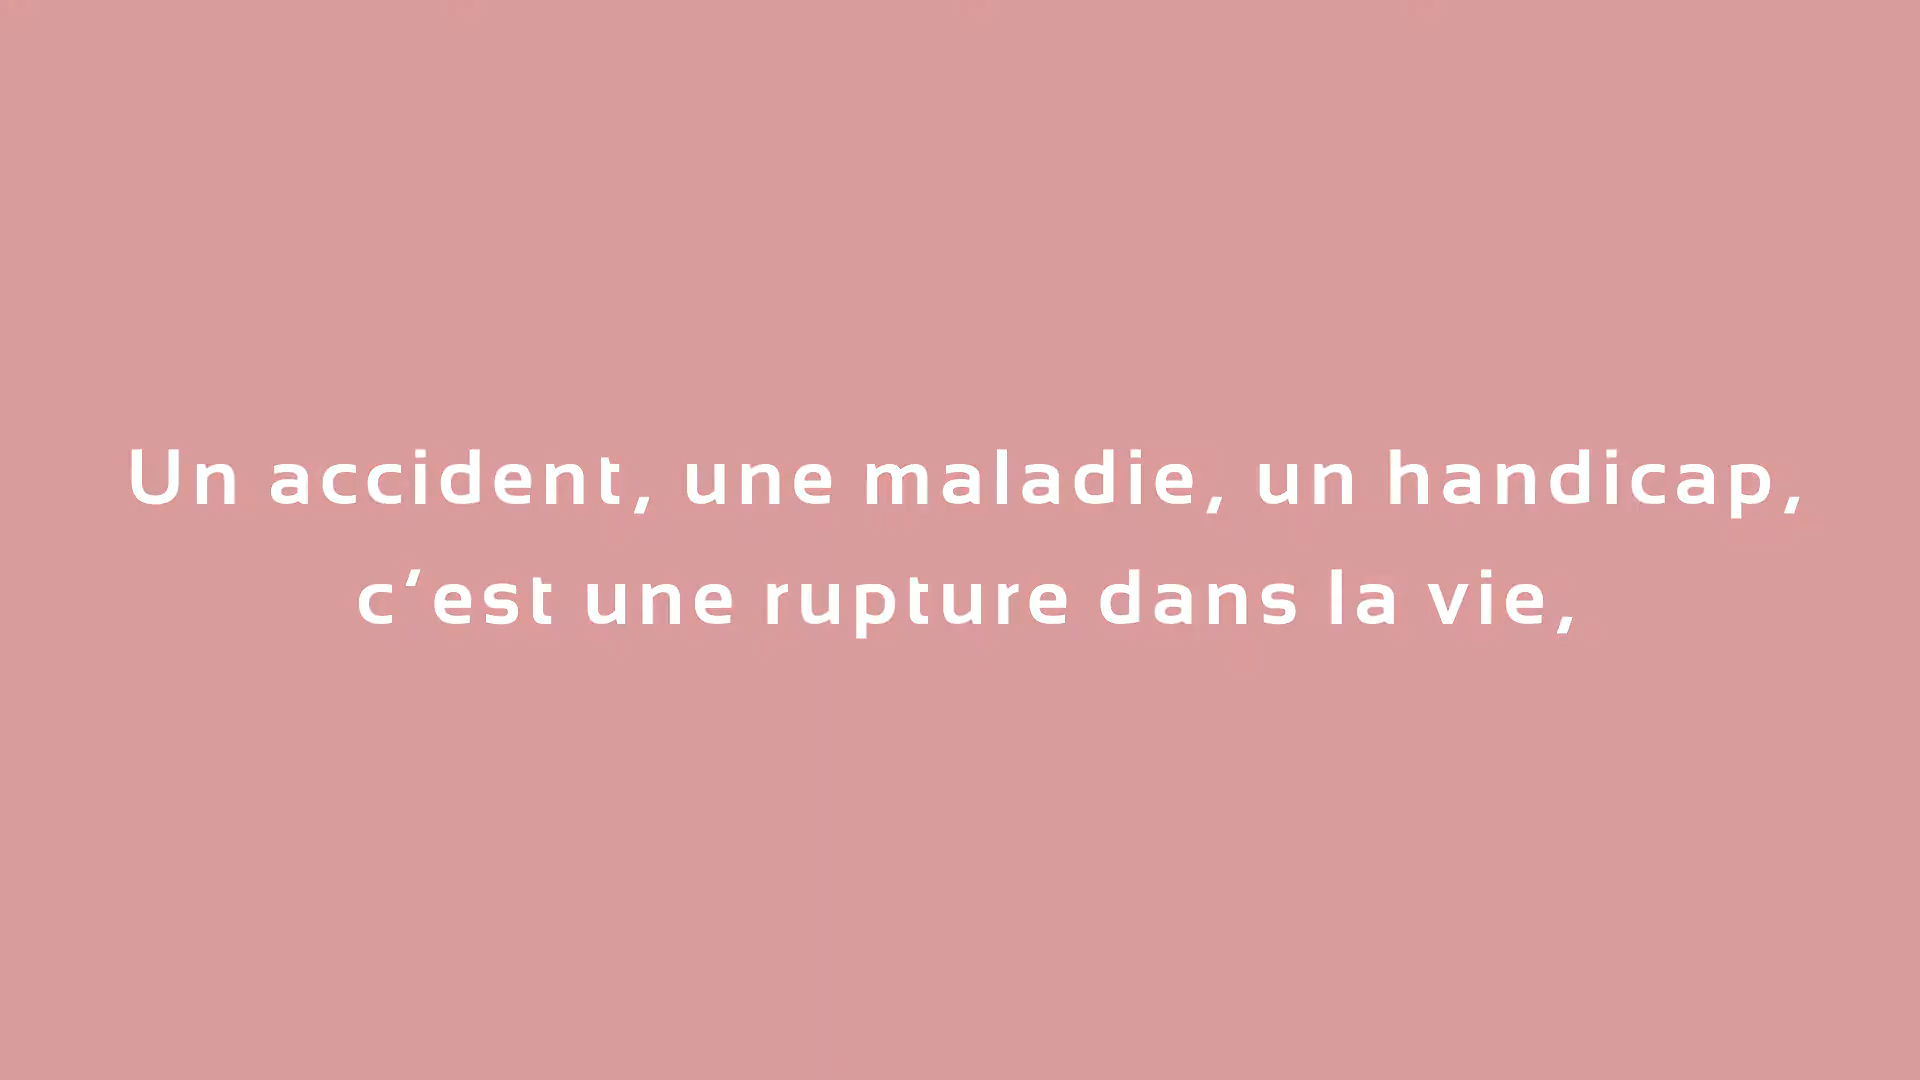 Un accident, une maladie, un handicap,
c’est une rupture dans la vie,